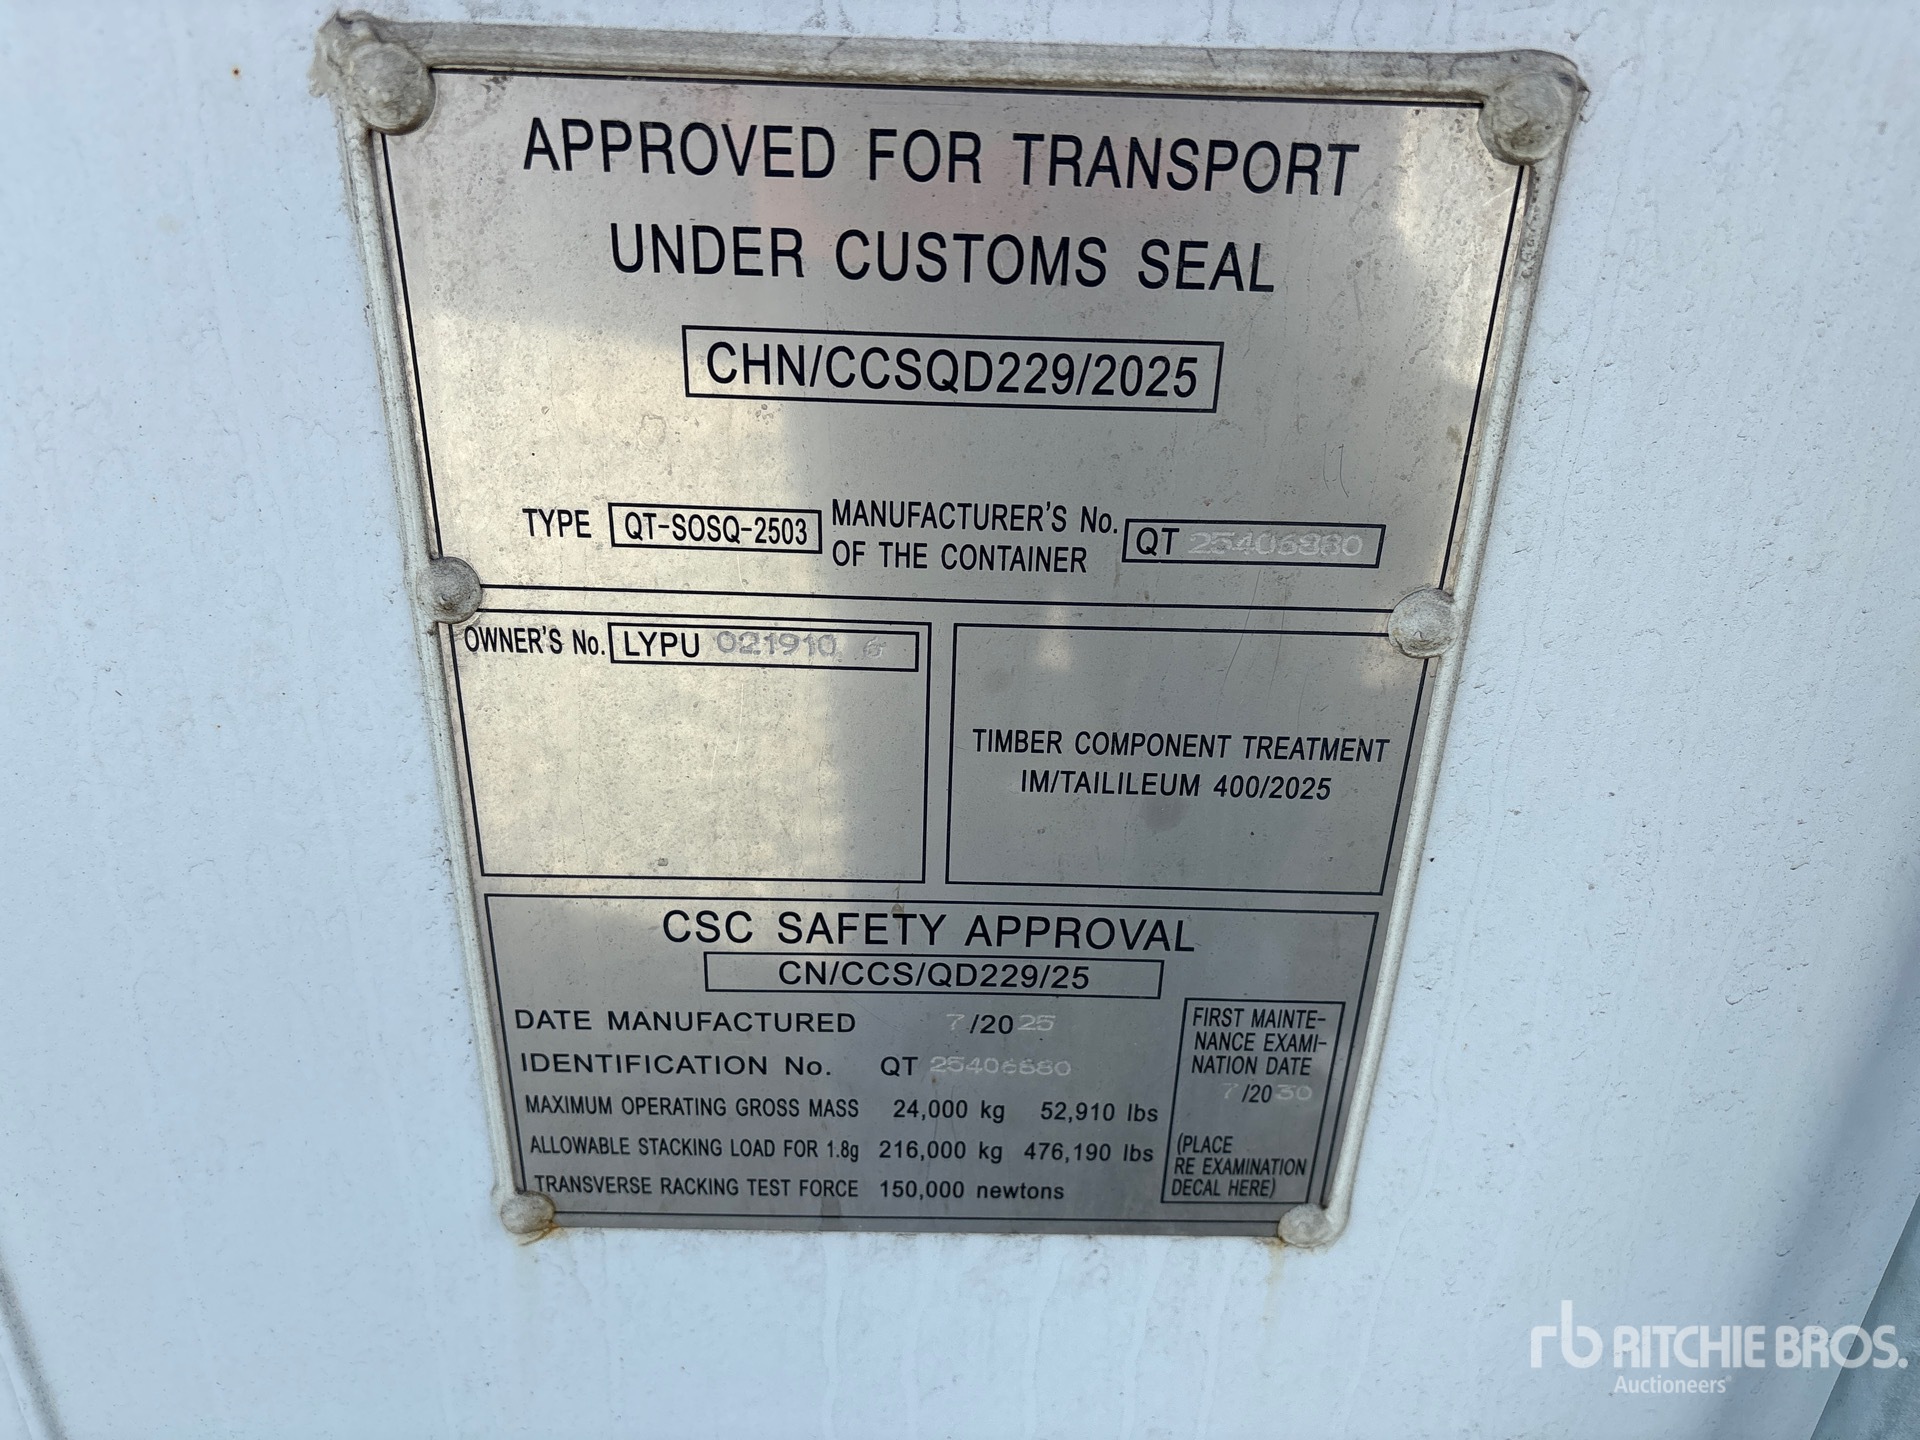 APPROVED FOR TRANSPORT
UNDER CUSTOMS SEAL
CHN/CCSQD229/2025
TYPE QT-SOSQ-2503 MANUFACTURER'S No. OF THE CONTAINER QT 25406880
OWNER'S No. LYPU 021910 6
TIMBER COMPONENT TREATMENT
IM/TAILILEUM 400/2025
CSC SAFETY APPROVAL
CN/CCS/QD229/25
DATE MANUFACTURED 7/2025
IDENTIFICATION No. QT 25406880
MAXIMUM OPERATING GROSS MASS 24,000 kg 52,910 lbs
ALLOWABLE STACKING LOAD FOR 1.8g 216,000 kg 476,190 lbs
TRANSVERSE RACKING TEST FORCE 150,000 newtons
FIRST MAINTE-
NANCE EXAMI-
NATION DATE
7/2030
(PLACE
RE EXAMINATION
DECAL HERE)
rb RITCHIE BROS.
Auctioneers